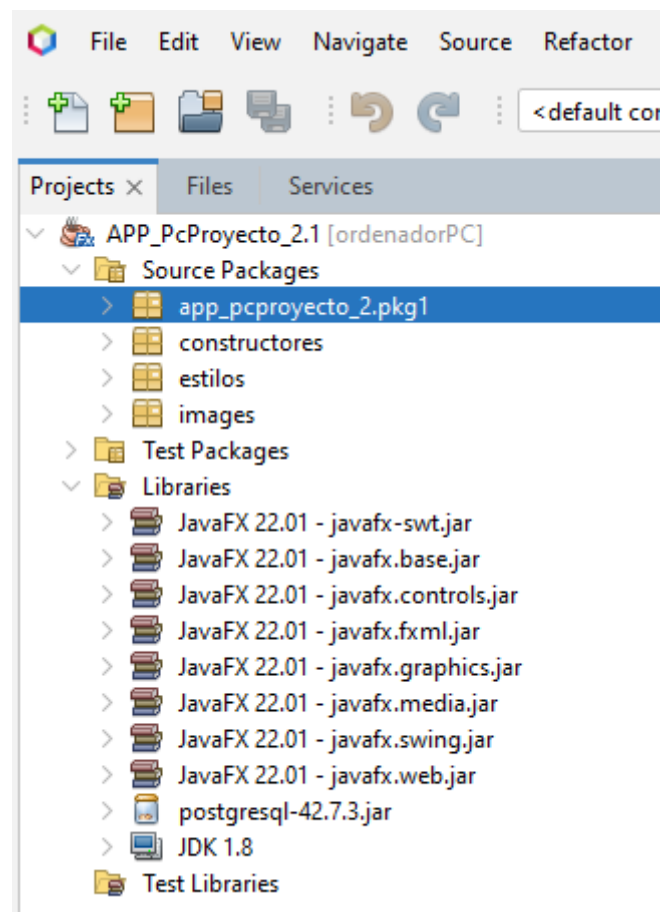 File Edit View Navigate Source Refactor
<default cor
Projects × Files Services
APP_PcProyecto_2.1 [ordenadorPC]
Source Packages
app_pcproyecto_2.pkg1
constructores
estilos
images
Test Packages
Libraries
JavaFX 22.01 - javafx-swt.jar
JavaFX 22.01 - javafx.base.jar
JavaFX 22.01 - javafx.controls.jar
JavaFX 22.01 - javafx.fxml.jar
JavaFX 22.01 - javafx.graphics.jar
JavaFX 22.01 - javafx.media.jar
JavaFX 22.01 - javafx.swing.jar
JavaFX 22.01 - javafx.web.jar
postgresql-42.7.3.jar
JDK 1.8
Test Libraries